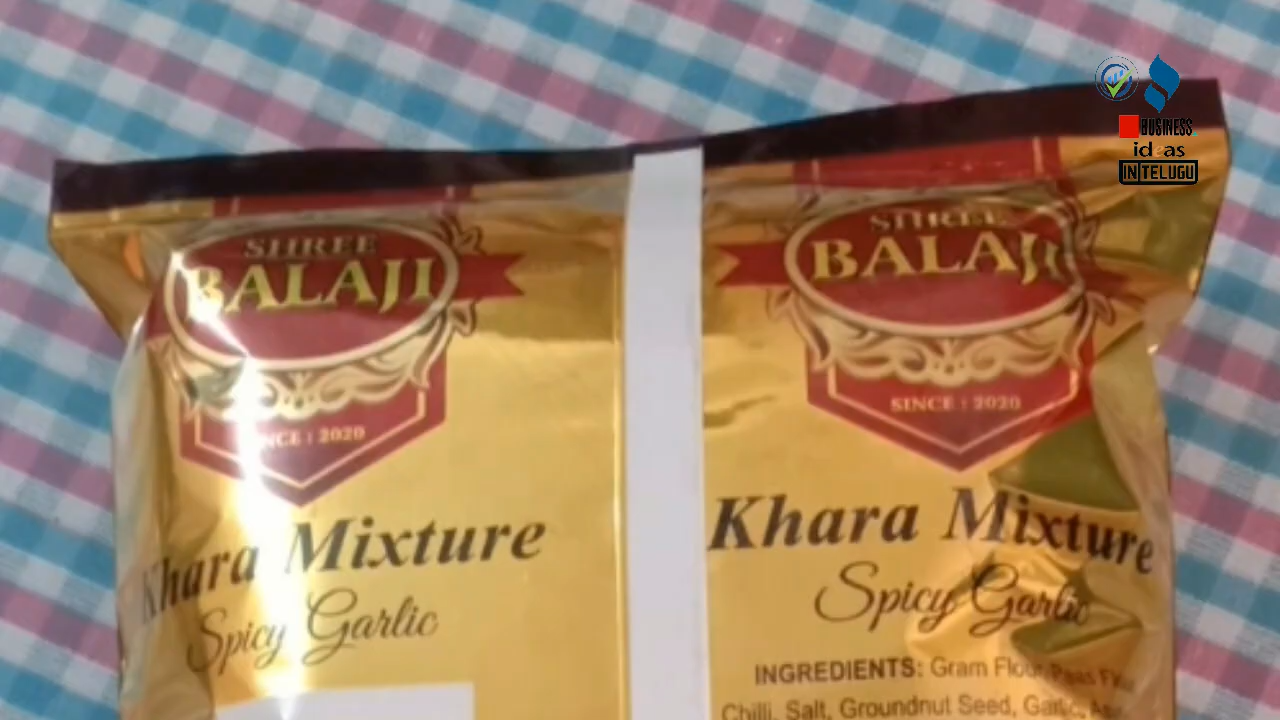 BUSINESS
ideas
IN TELUGU
SHREE
BALAJI
SINCE : 2020
Khara Mixture
Spicy Garlic
SHREE
BALAJI
SINCE : 2020
Khara Mixture
Spicy Garlic
INGREDIENTS: Gram Flour, Peas
Chilli, Salt, Groundnut Seed, Garlic,